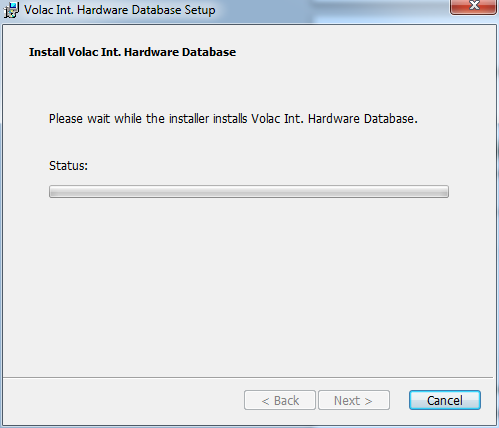 Volac Int. Hardware Database Setup
Install Volac Int. Hardware Database
Please wait while the installer installs Volac Int. Hardware Database.
Status:
< Back
Next >
Cancel